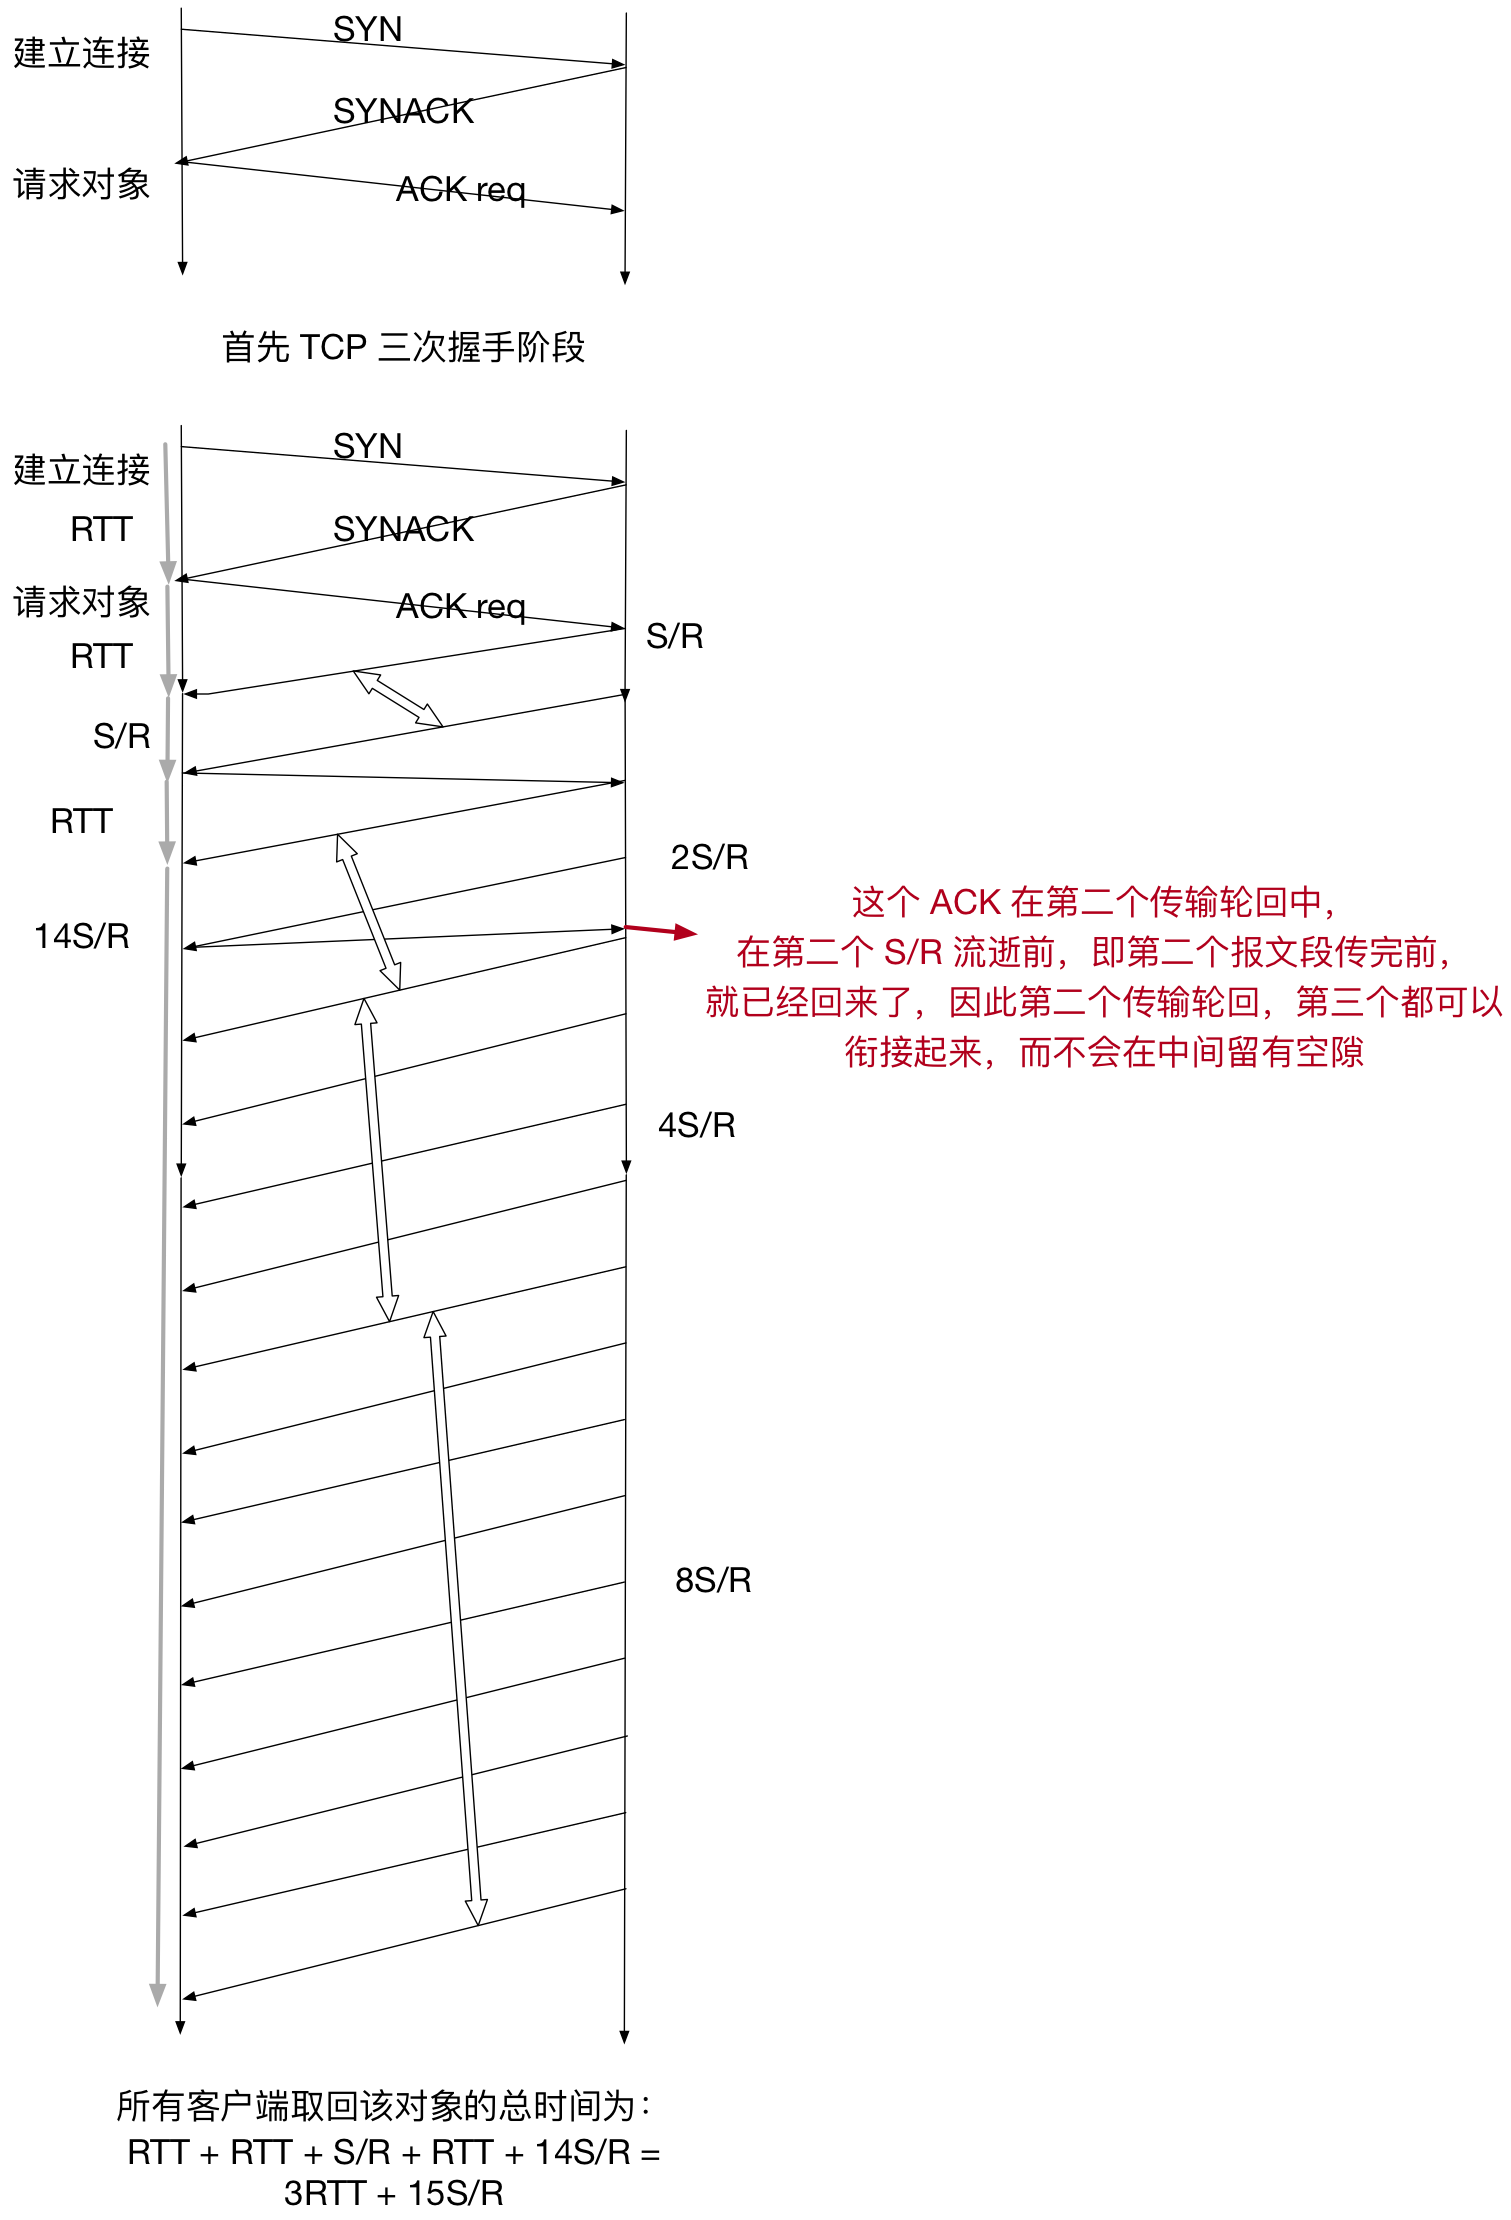 SYN
建立连接
SYNACK
请求对象
ACK req
首先 TCP 三次握手阶段
SYN
建立连接
RTT
SYNACK
请求对象
ACK req
S/R
RTT
S/R
RTT
2S/R
14S/R
这个 ACK 在第二个传输轮回中，
在第二个 S/R 流逝前，即第二个报文段传完前，
就已经回来了，因此第二个传输轮回，第三个都可以
衔接起来，而不会在中间留有空隙
4S/R
8S/R
所有客户端取回该对象的总时间为：
RTT + RTT + S/R + RTT + 14S/R =
3RTT + 15S/R